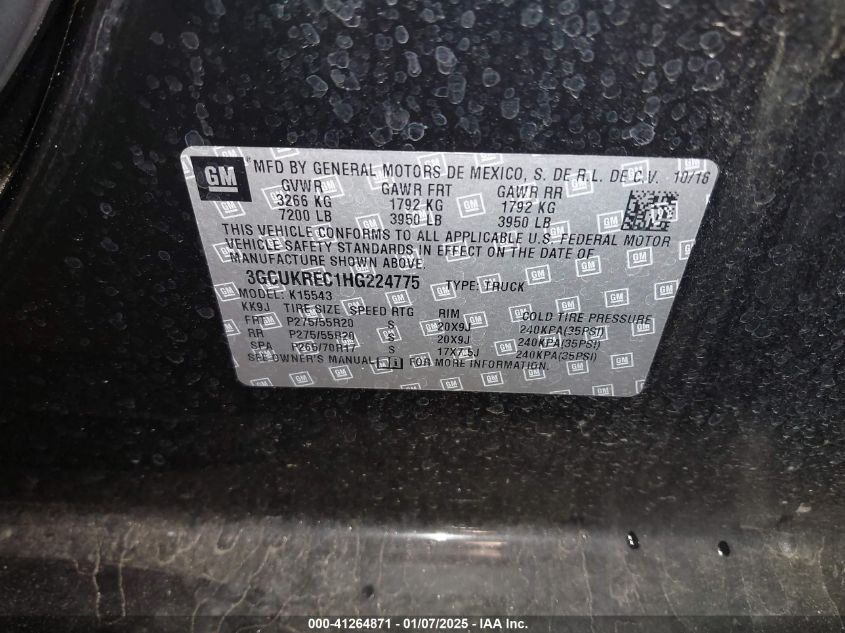 GM MFD BY GENERAL MOTORS DE MEXICO, S. DE R.L. DE C.V. 10/16
GVWR GAWR FRT GAWR RR
3266 KG 1792 KG 1792 KG
7200 LB 3950 LB 3950 LB
THIS VEHICLE CONFORMS TO ALL APPLICABLE U.S. FEDERAL MOTOR
VEHICLE SAFETY STANDARDS IN EFFECT ON THE DATE OF
MANUFACTURE SHOWN ABOVE.
3GCUKREC1HG224775 TYPE: TRUCK
MODEL: K15543
KK9J TIRE SIZE SPEED RTG RIM COLD TIRE PRESSURE
FRT P275/55R20 S 20X9J 240KPA(35PSI)
RR P275/55R20 S 20X9J 240KPA(35PSI)
SPA P265/70R17 S 17X7.5J 240KPA(35PSI)
SEE OWNER'S MANUAL FOR MORE INFORMATION.
000-41264871 - 01/07/2025 - IAA Inc.